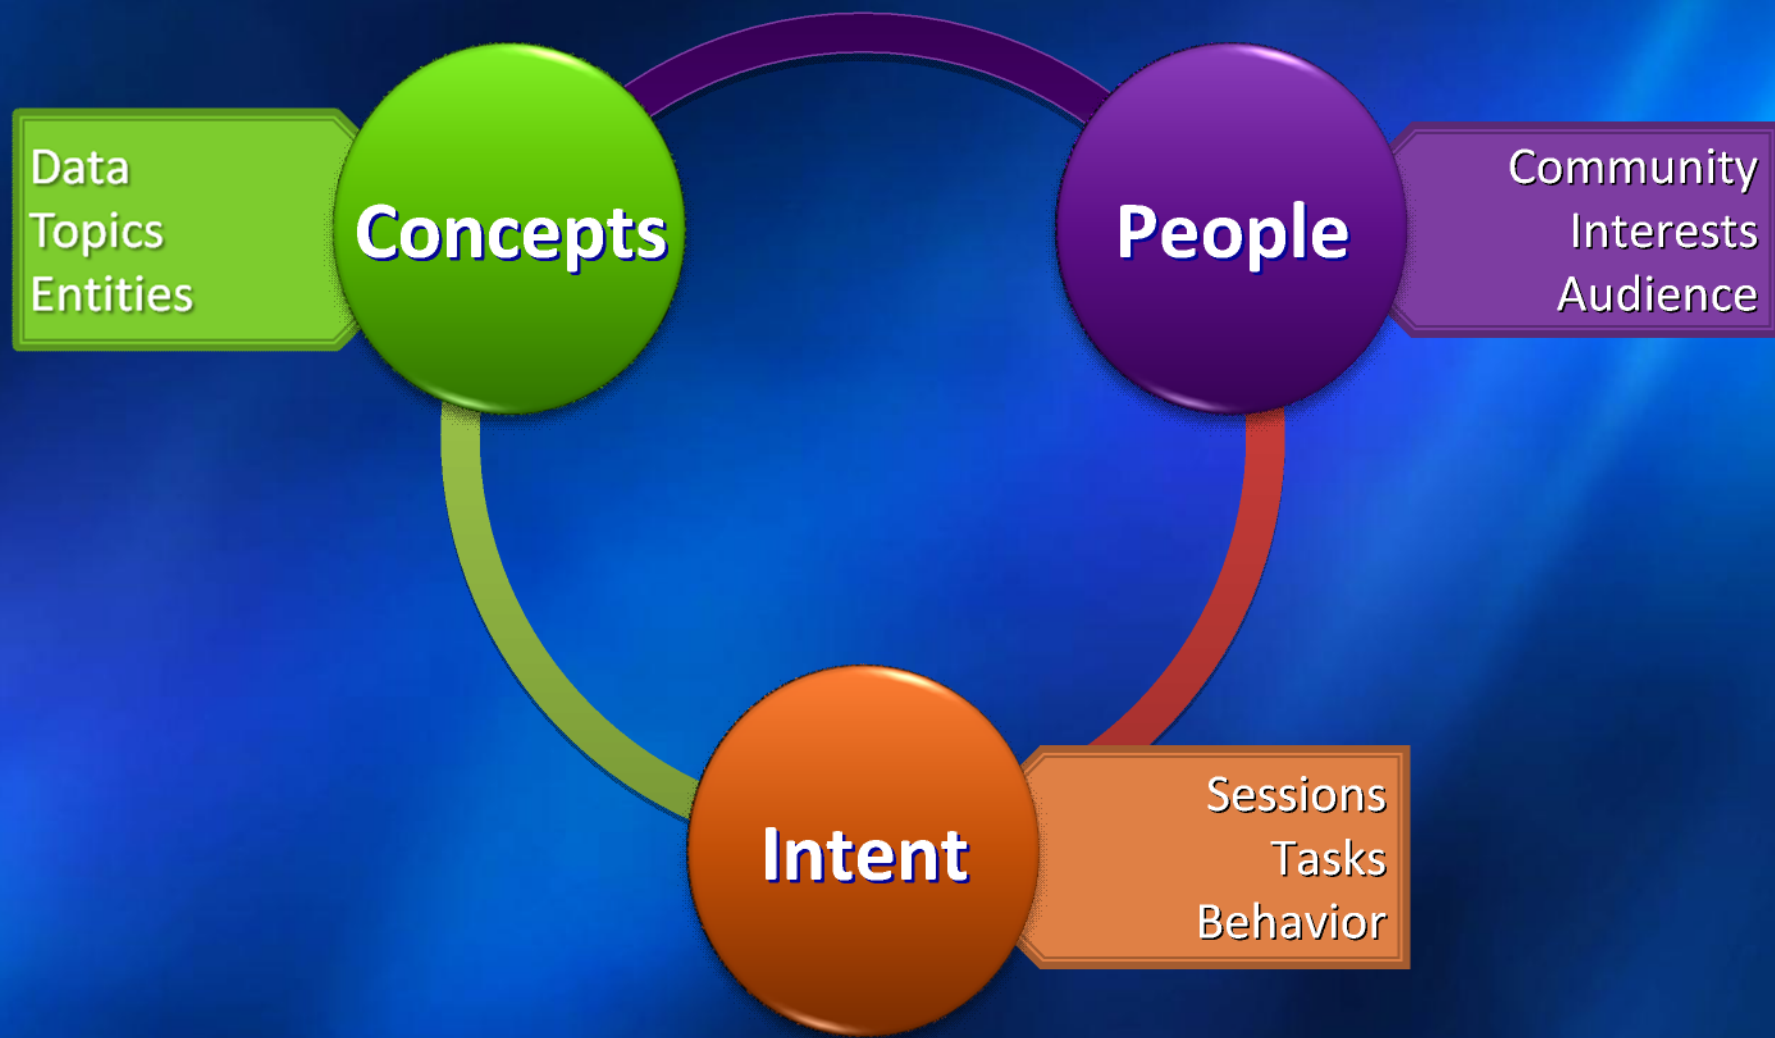 Data
Topics
Entities
Concepts
People
Community
Interests
Audience
Intent
Sessions
Tasks
Behavior